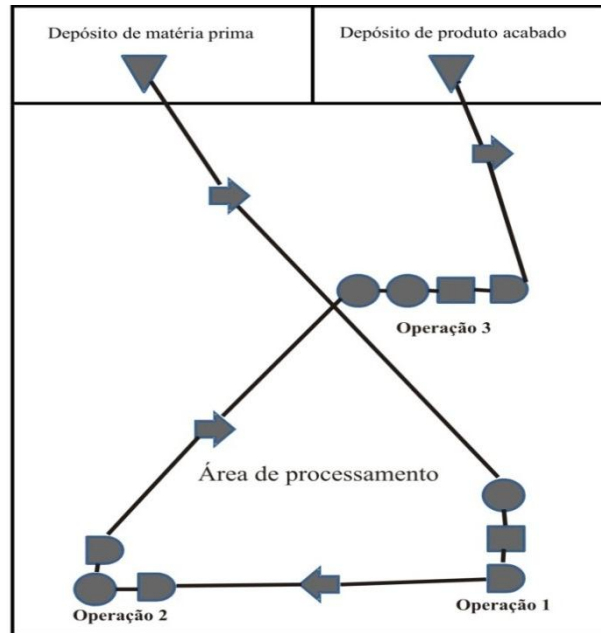 Depósito de matéria prima
Depósito de produto acabado
Operação 3
Área de processamento
Operação 2
Operação 1